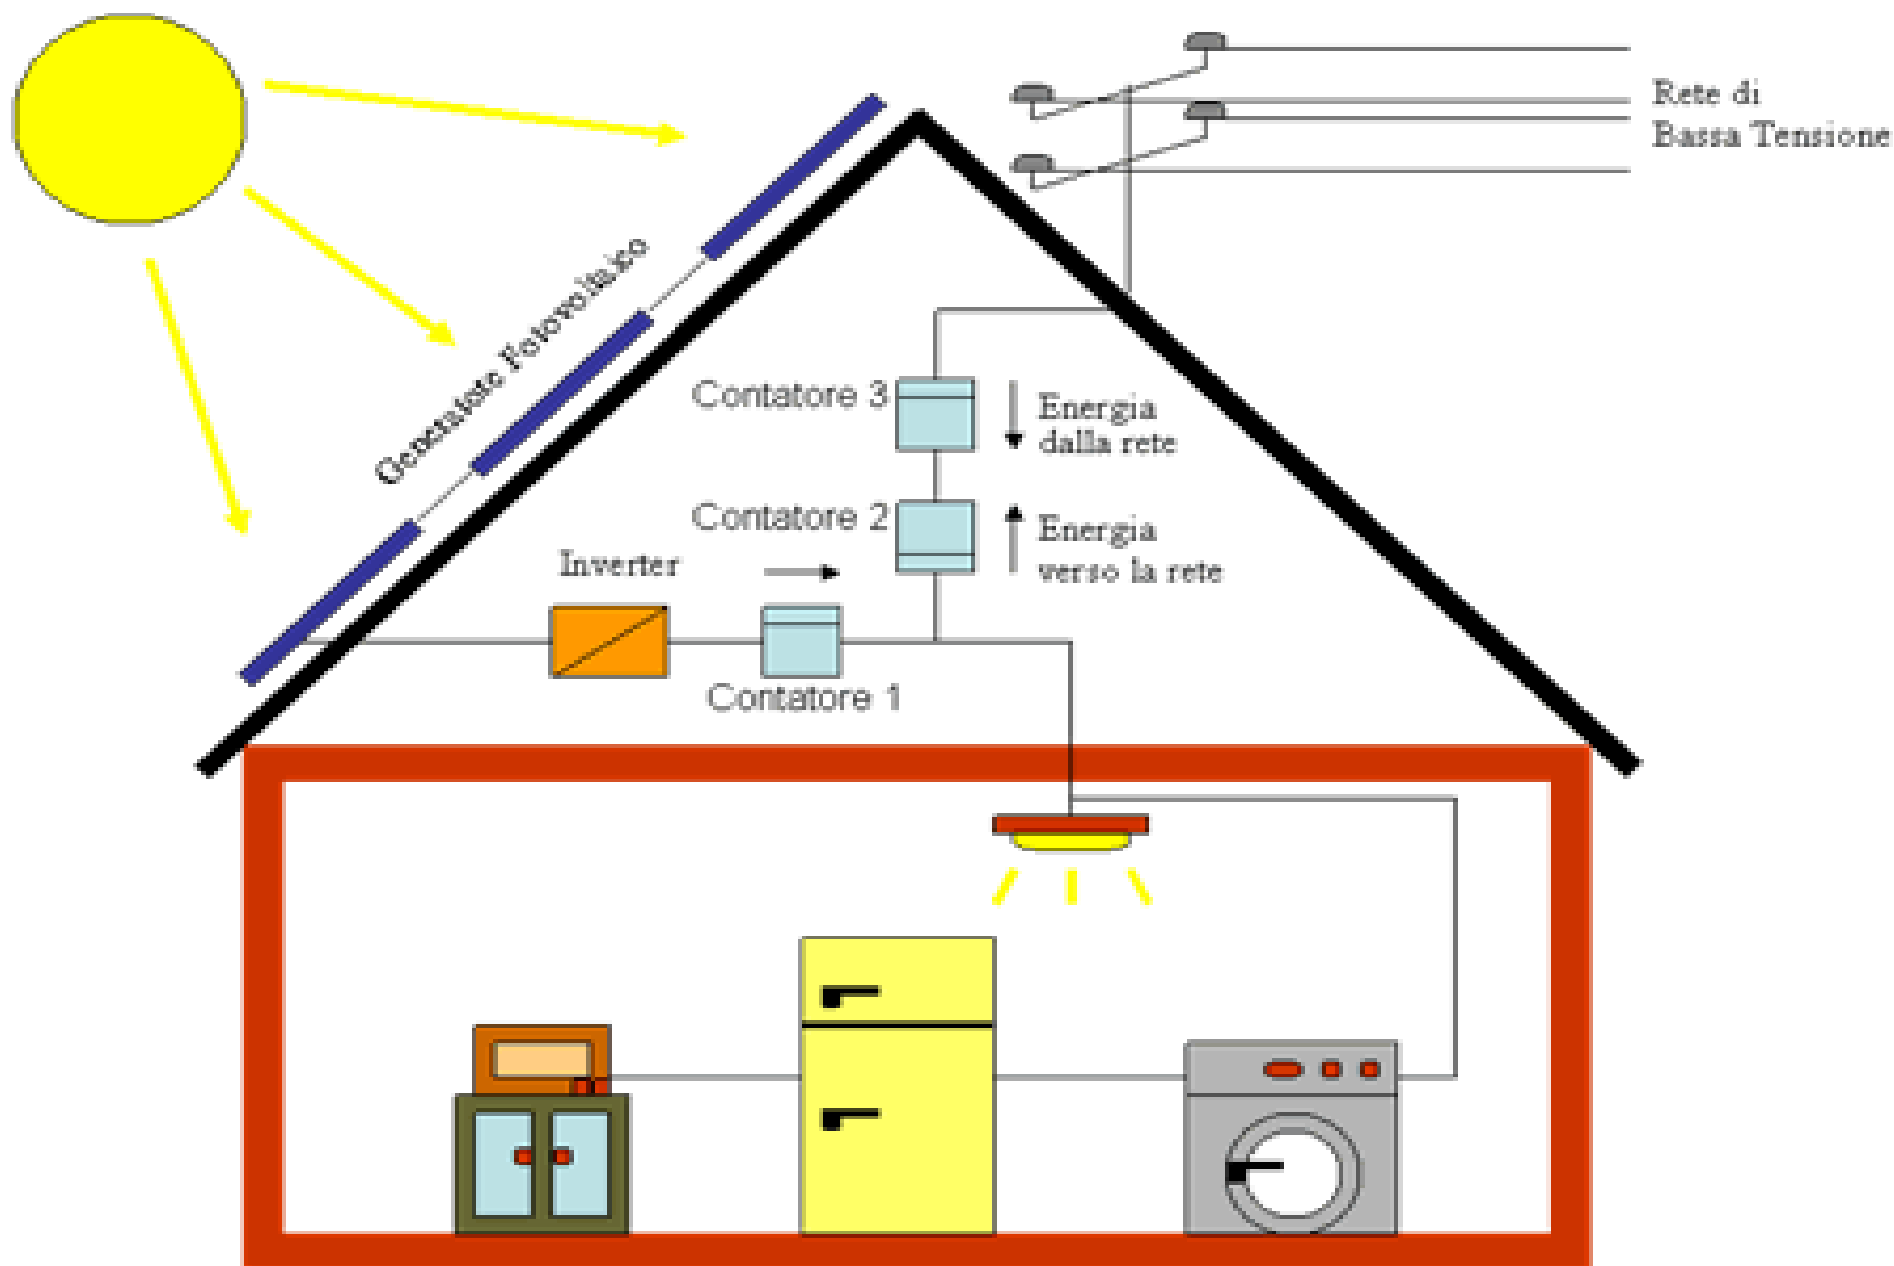 Rete di
Bassa Tensione
Generatote Fotovoltaico
Contatore 3
Energia
dalla rete
Contatore 2
Energia
verso la rete
Inverter
Contatore 1